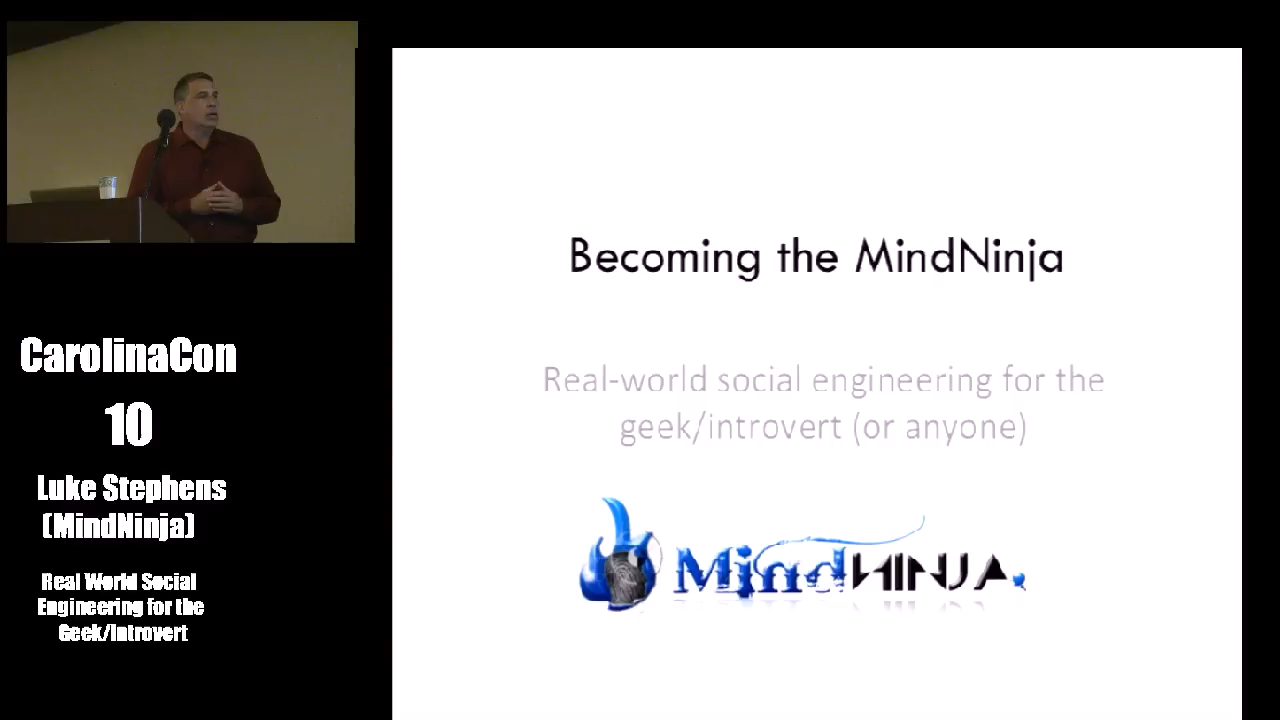 CarolinaCon
10
Luke Stephens
(MindNinja)
Real World Social
Engineering for the
Geek/Introvert
Becoming the MindNinja
Real-world social engineering for the
geek/introvert (or anyone)
MindNINJA